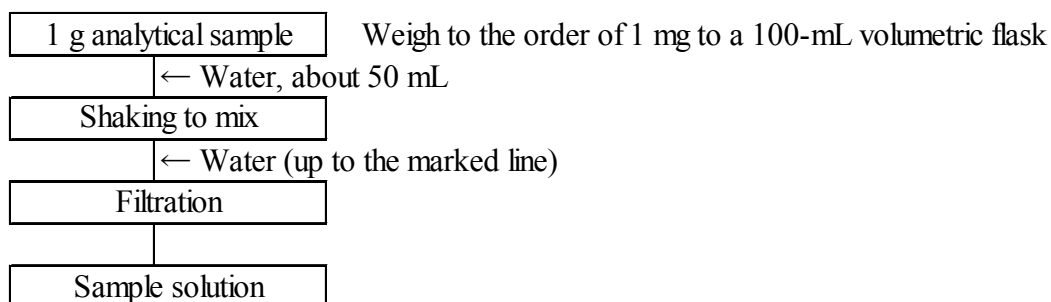 1 g analytical sample Weigh to the order of 1 mg to a 100-mL volumetric flask
← Water, about 50 mL
Shaking to mix
← Water (up to the marked line)
Filtration
Sample solution